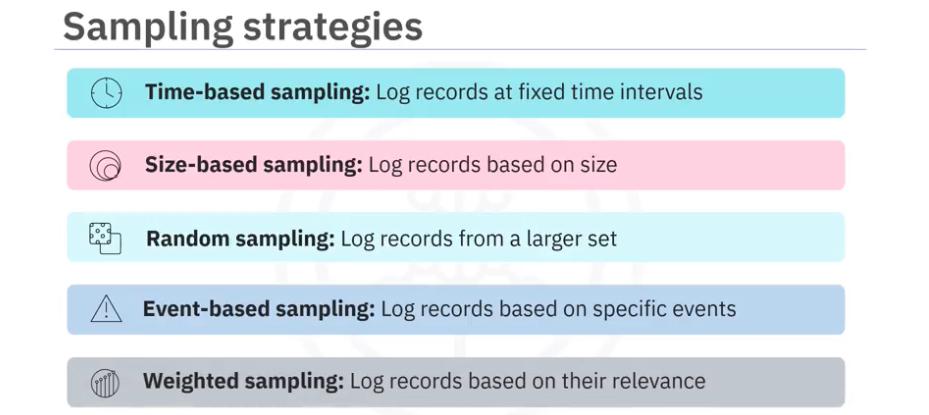 Sampling strategies
Time-based sampling: Log records at fixed time intervals
Size-based sampling: Log records based on size
Random sampling: Log records from a larger set
Event-based sampling: Log records based on specific events
Weighted sampling: Log records based on their relevance